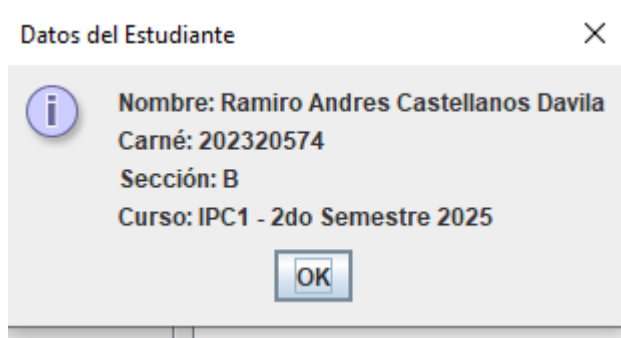 Datos del Estudiante
Nombre: Ramiro Andres Castellanos Davila
Carné: 202320574
Sección: B
Curso: IPC1 - 2do Semestre 2025
OK